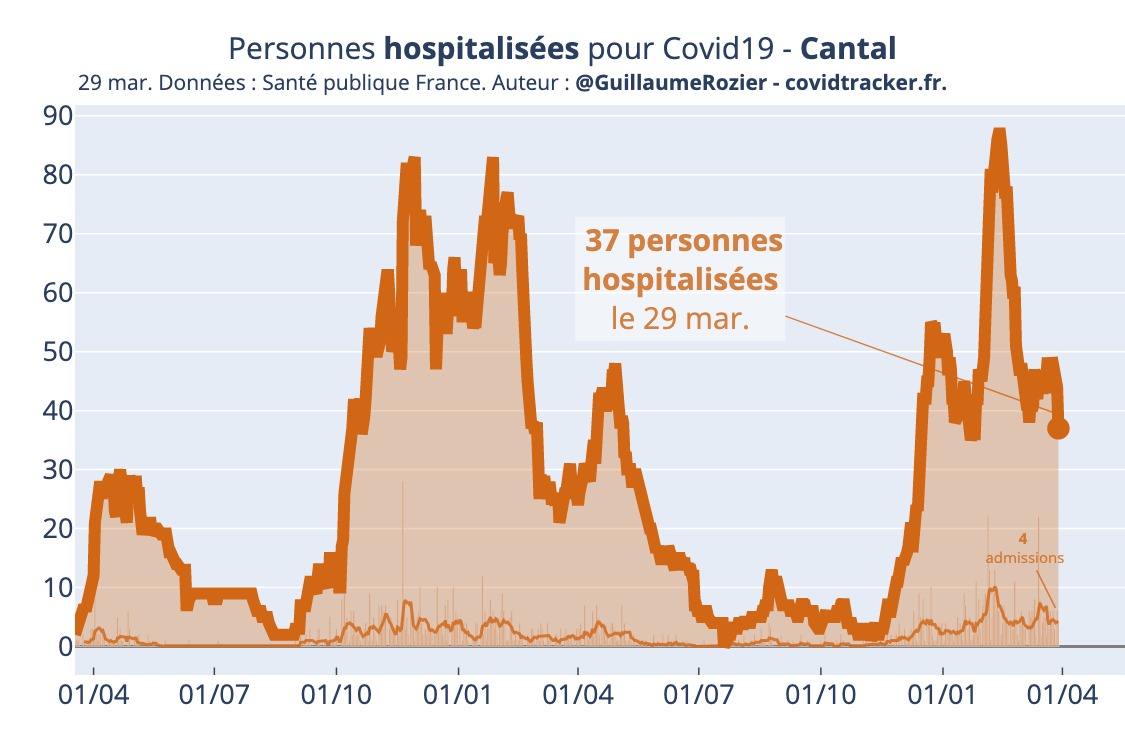 Personnes hospitalisées pour Covid19 - Cantal
29 mar. Données : Santé publique France. Auteur : @GuillaumeRozier - covidtracker.fr.
90
80
70
60
50
40
30
20
10
0
37 personnes
hospitalisées
le 29 mar.
4
admissions
01/04 01/07 01/10 01/01 01/04 01/07 01/10 01/01 01/04